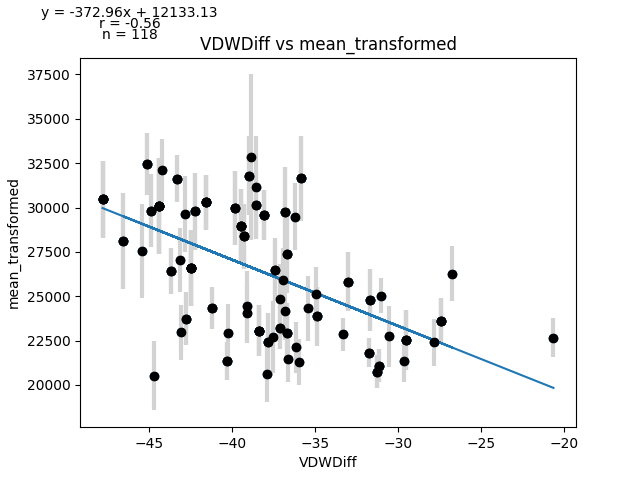 y = -372.96x + 12133.13
r = -0.56
n = 118
VDWDiff vs mean_transformed
37500
35000
32500
30000
27500
25000
22500
20000
mean_transformed
−45
−40
−35
−30
−25
−20
VDWDiff